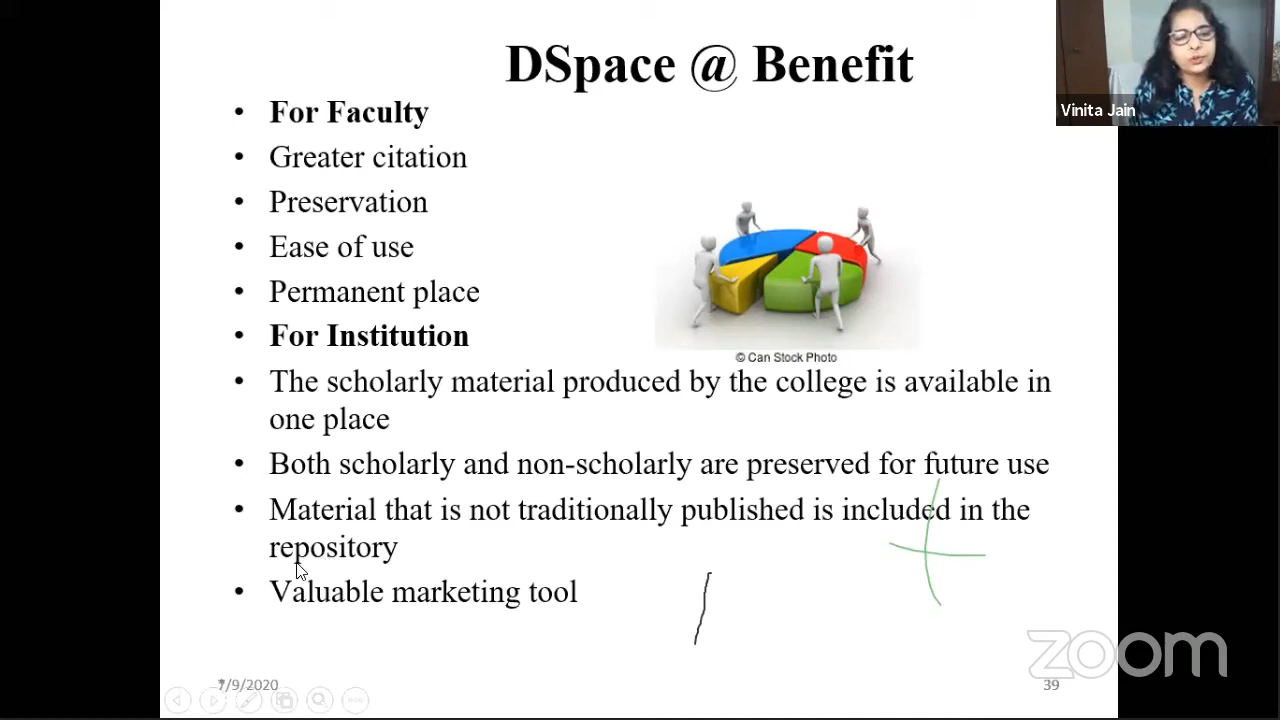 DSpace @ Benefit
Vinita Jain
• For Faculty
• Greater citation
• Preservation
• Ease of use
• Permanent place
• For Institution
© Can Stock Photo
• The scholarly material produced by the college is available in
one place
• Both scholarly and non-scholarly are preserved for future use
• Material that is not traditionally published is included in the
repository
• Valuable marketing tool
zoom
7/9/2020
39